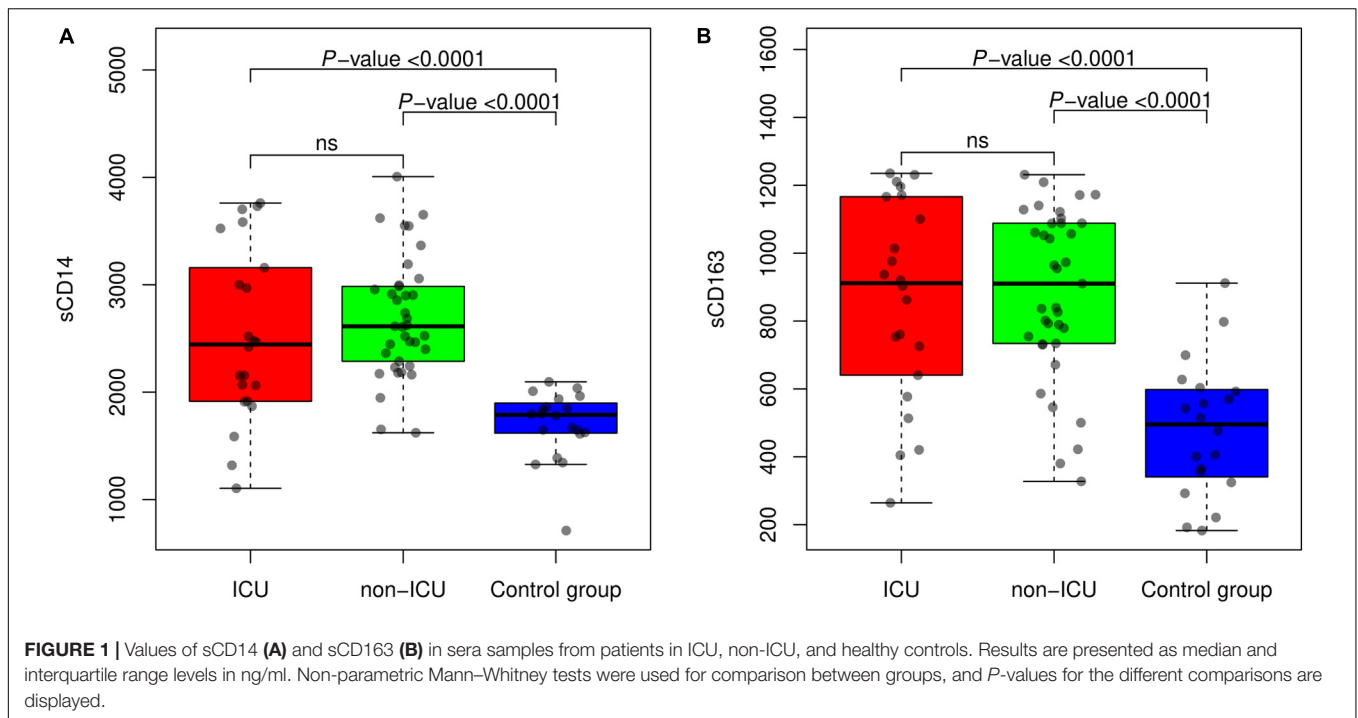 A
P−value <0.0001
P−value <0.0001
ns
sCD14
5000
4000
3000
2000
1000
ICU non−ICU Control group
B
P−value <0.0001
P−value <0.0001
ns
sCD163
1600
1400
1200
1000
800
600
400
200
ICU non−ICU Control group
FIGURE 1 | Values of sCD14 (A) and sCD163 (B) in sera samples from patients in ICU, non-ICU, and healthy controls. Results are presented as median and
interquartile range levels in ng/ml. Non-parametric Mann–Whitney tests were used for comparison between groups, and P-values for the different comparisons are
displayed.